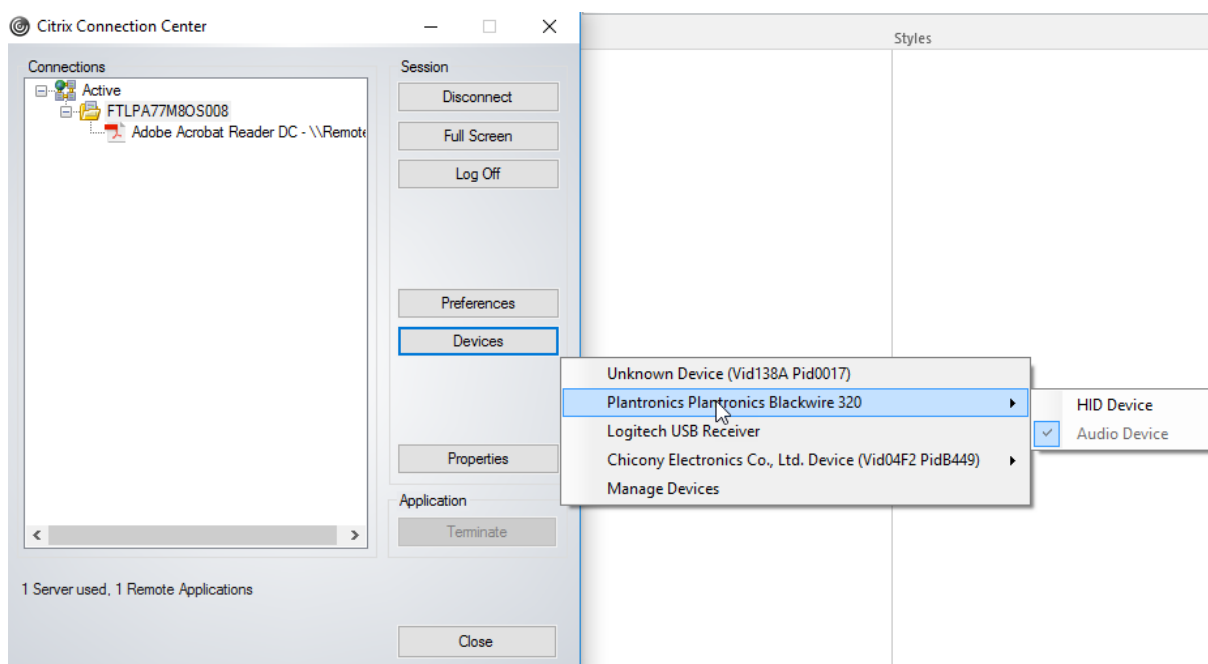 Citrix Connection Center
Styles
Connections
Active
FTLPA77M8OS008
Adobe Acrobat Reader DC - \\Remote
Session
Disconnect
Full Screen
Log Off
Preferences
Devices
Properties
Application
Terminate
Unknown Device (Vid138A Pid0017)
Plantronics Plantronics Blackwire 320
Logitech USB Receiver
Chicony Electronics Co., Ltd. Device (Vid04F2 PidB449)
Manage Devices
HID Device
Audio Device
1 Server used, 1 Remote Applications
Close